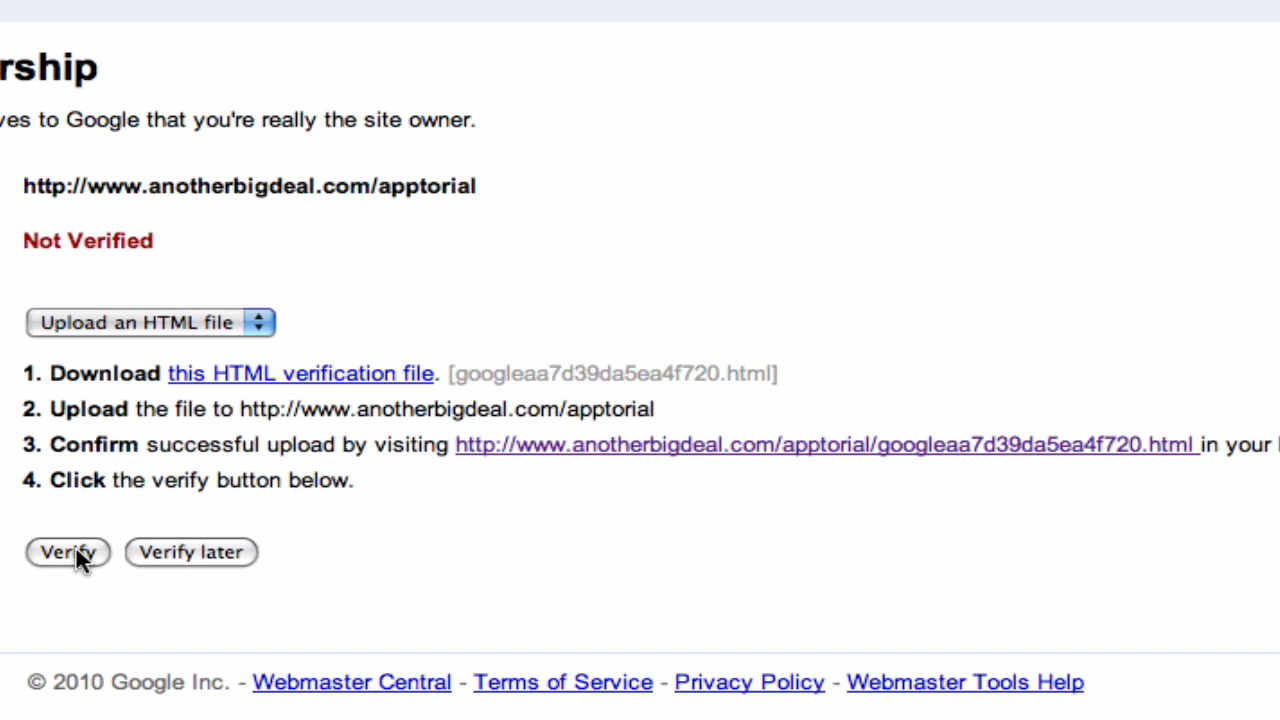 rship
ves to Google that you're really the site owner.
http://www.anotherbigdeal.com/apptorial
Not Verified
Upload an HTML file
1. Download this HTML verification file. [googleaa7d39da5ea4f720.html]
2. Upload the file to http://www.anotherbigdeal.com/apptorial
3. Confirm successful upload by visiting http://www.anotherbigdeal.com/apptorial/googleaa7d39da5ea4f720.html in your
4. Click the verify button below.
Verify Verify later
© 2010 Google Inc. - Webmaster Central - Terms of Service - Privacy Policy - Webmaster Tools Help